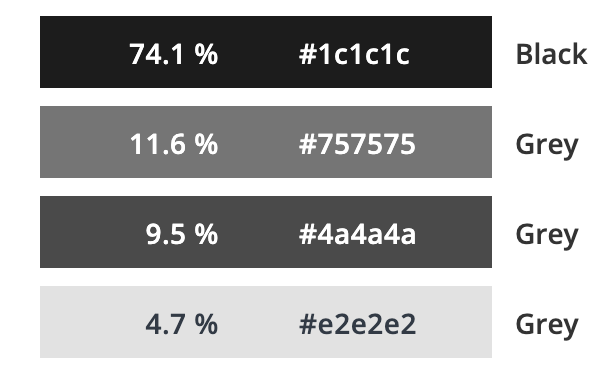 74.1 % #1c1c1c Black
11.6 % #757575 Grey
9.5 % #4a4a4a Grey
4.7 % #e2e2e2 Grey